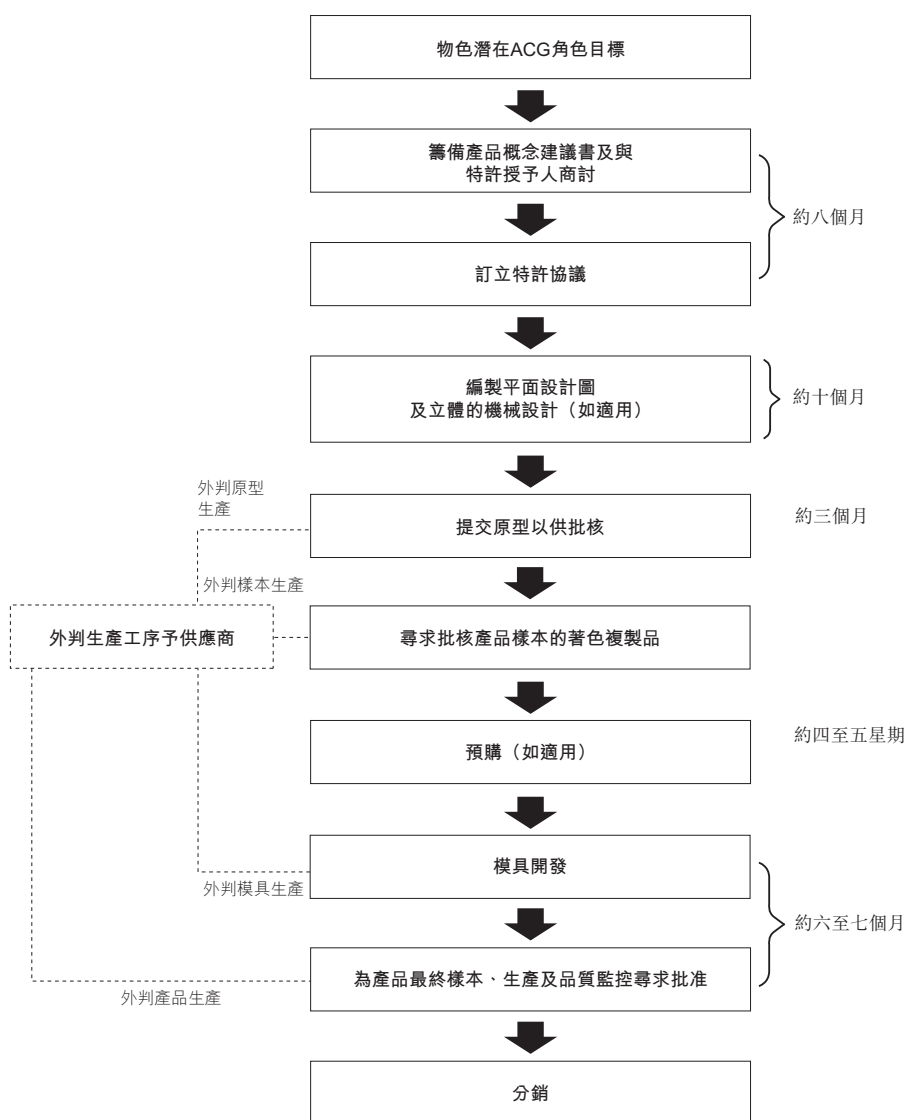 物色潛在ACG角色目標
籌備產品概念建議書及與
特許授予人商討
約八個月
訂立特許協議
編製平面設計圖
及立體的機械設計（如適用）
約十個月
外判原型
生產
提交原型以供批核
約三個月
外判樣本生產
外判生產工序予供應商
尋求批核產品樣本的著色複製品
預購（如適用）
約四至五星期
模具開發
外判模具生產
約六至七個月
為產品最終樣本、生產及品質監控尋求批准
外判產品生產
分銷